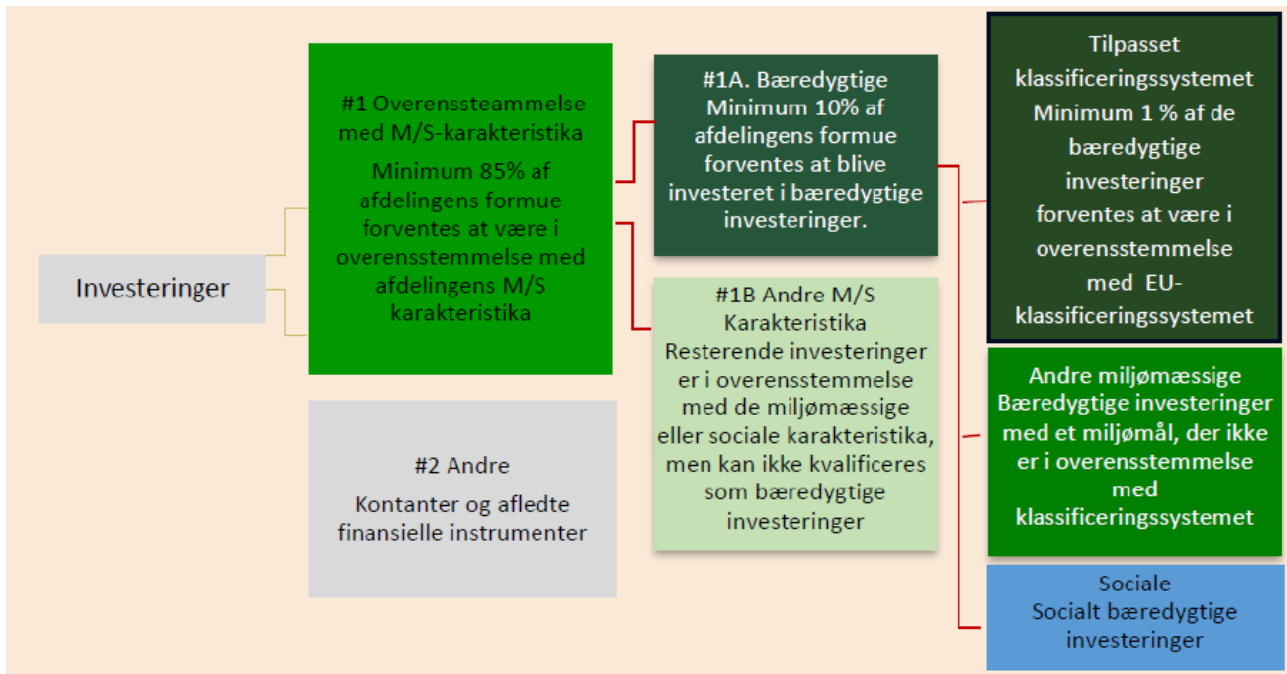 Investeringer
#1 Overenssteammelse
med M/S-karakteristika
Minimum 85% af
afdelingens formue
forventes at være i
overensstemmelse med
afdelingens M/S
karakteristika
#2 Andre
Kontanter og afledte
finansielle instrumenter
#1A. Bæredygtige
Minimum 10% af
afdelingens formue
forventes at blive
investeret i bæredygtige
investeringer.
#1B Andre M/S
Karakteristika
Resterende investeringer
er i overensstemmelse
med de miljømæssige
eller sociale karakteristika,
men kan ikke kvalificeres
som bæredygtige
investeringer
Tilpasset
klassificeringssystemet
Minimum 1 % af de
bæredygtige
investeringer
forventes at være i
overensstemmelse
med EU-
klassificeringssystemet
Andre miljømæssige
Bæredygtige investeringer
med et miljømål, der ikke
er i overensstemmelse
med
klassificeringssystemet
Sociale
Socialt bæredygtige
investeringer